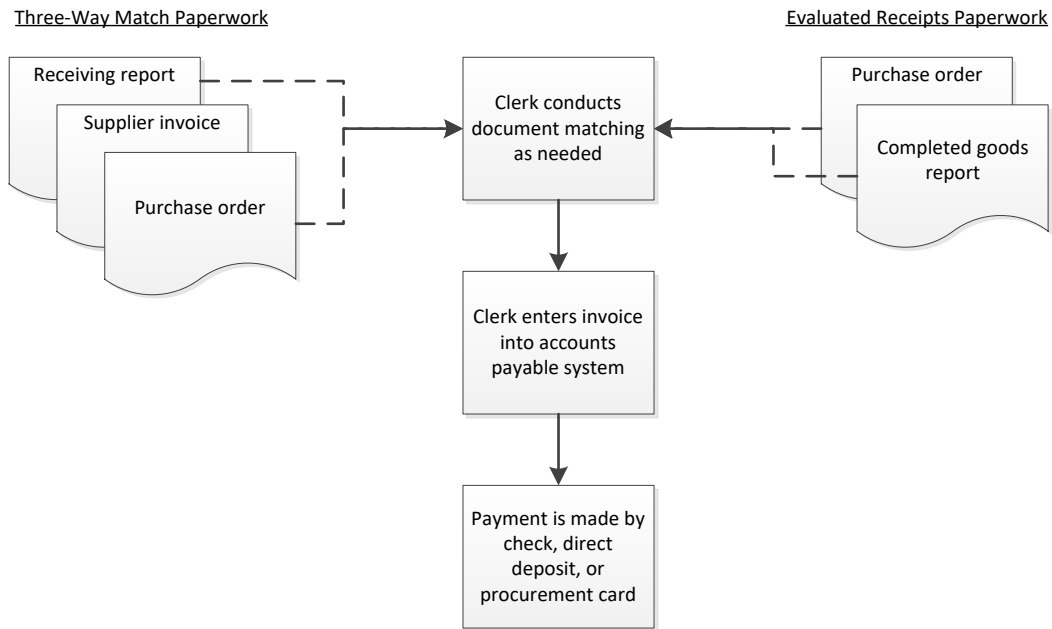 Three-Way Match Paperwork
Evaluated Receipts Paperwork
Receiving report
Supplier invoice
Purchase order
Clerk conducts
document matching
as needed
Purchase order
Completed goods
report
Clerk enters invoice
into accounts
payable system
Payment is made by
check, direct
deposit, or
procurement card